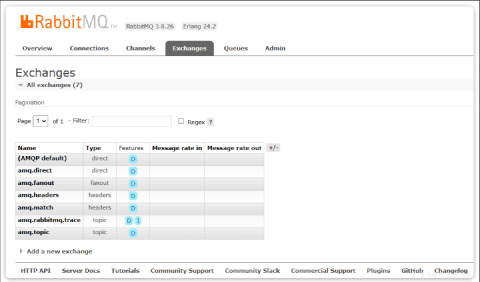 RabbitMQ TM RabbitMQ 3.8.26 Erlang 24.2
Overview Connections Channels Exchanges Queues Admin
Exchanges
All exchanges (7)
Pagination
Page 1 of 1 - Filter: Regex ?
Name Type Features Message rate in Message rate out +/-
(AMQP default) direct D
amq.direct direct D
amq.fanout fanout D
amq.headers headers D
amq.match headers D
amq.rabbitmq.trace topic D I
amq.topic topic D
Add a new exchange
HTTP API Server Docs Tutorials Community Support Community Slack Commercial Support Plugins GitHub Changelog